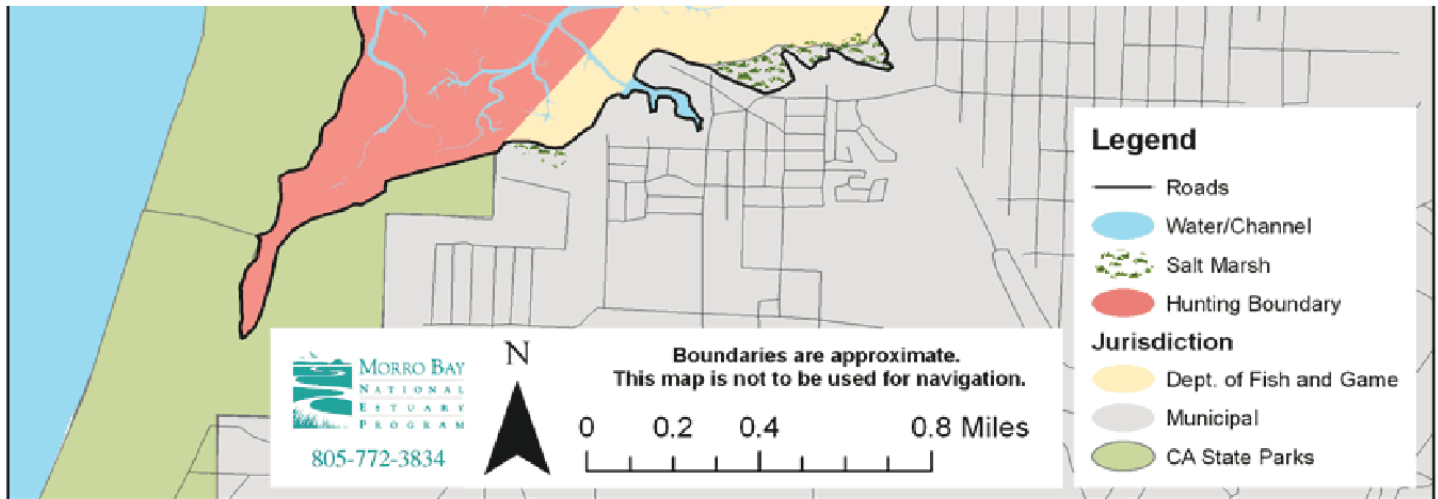 Legend
Roads
Water/Channel
Salt Marsh
Hunting Boundary
Jurisdiction
Dept. of Fish and Game
Municipal
CA State Parks
MORRO BAY
NATIONAL
ESTUARY
PROGRAM
805-772-3834
N
Boundaries are approximate.
This map is not to be used for navigation.
0 0.2 0.4 0.8 Miles